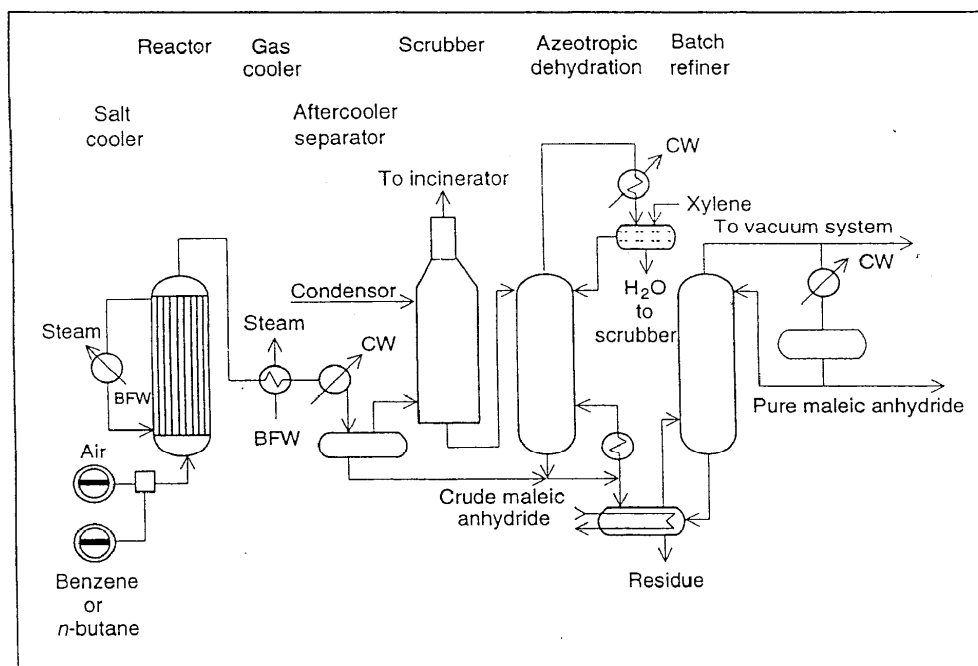 Reactor
Gas
cooler
Scrubber
Azeotropic
dehydration
Batch
refiner
Salt
cooler
Aftercooler
separator
CW
To incinerator
Xylene
To vacuum system
CW
H₂O
to
scrubber
Condensor
Steam
Steam
CW
BFW
BFW
Pure maleic anhydride
Air
Crude maleic
anhydride
Benzene
or
n-butane
Residue